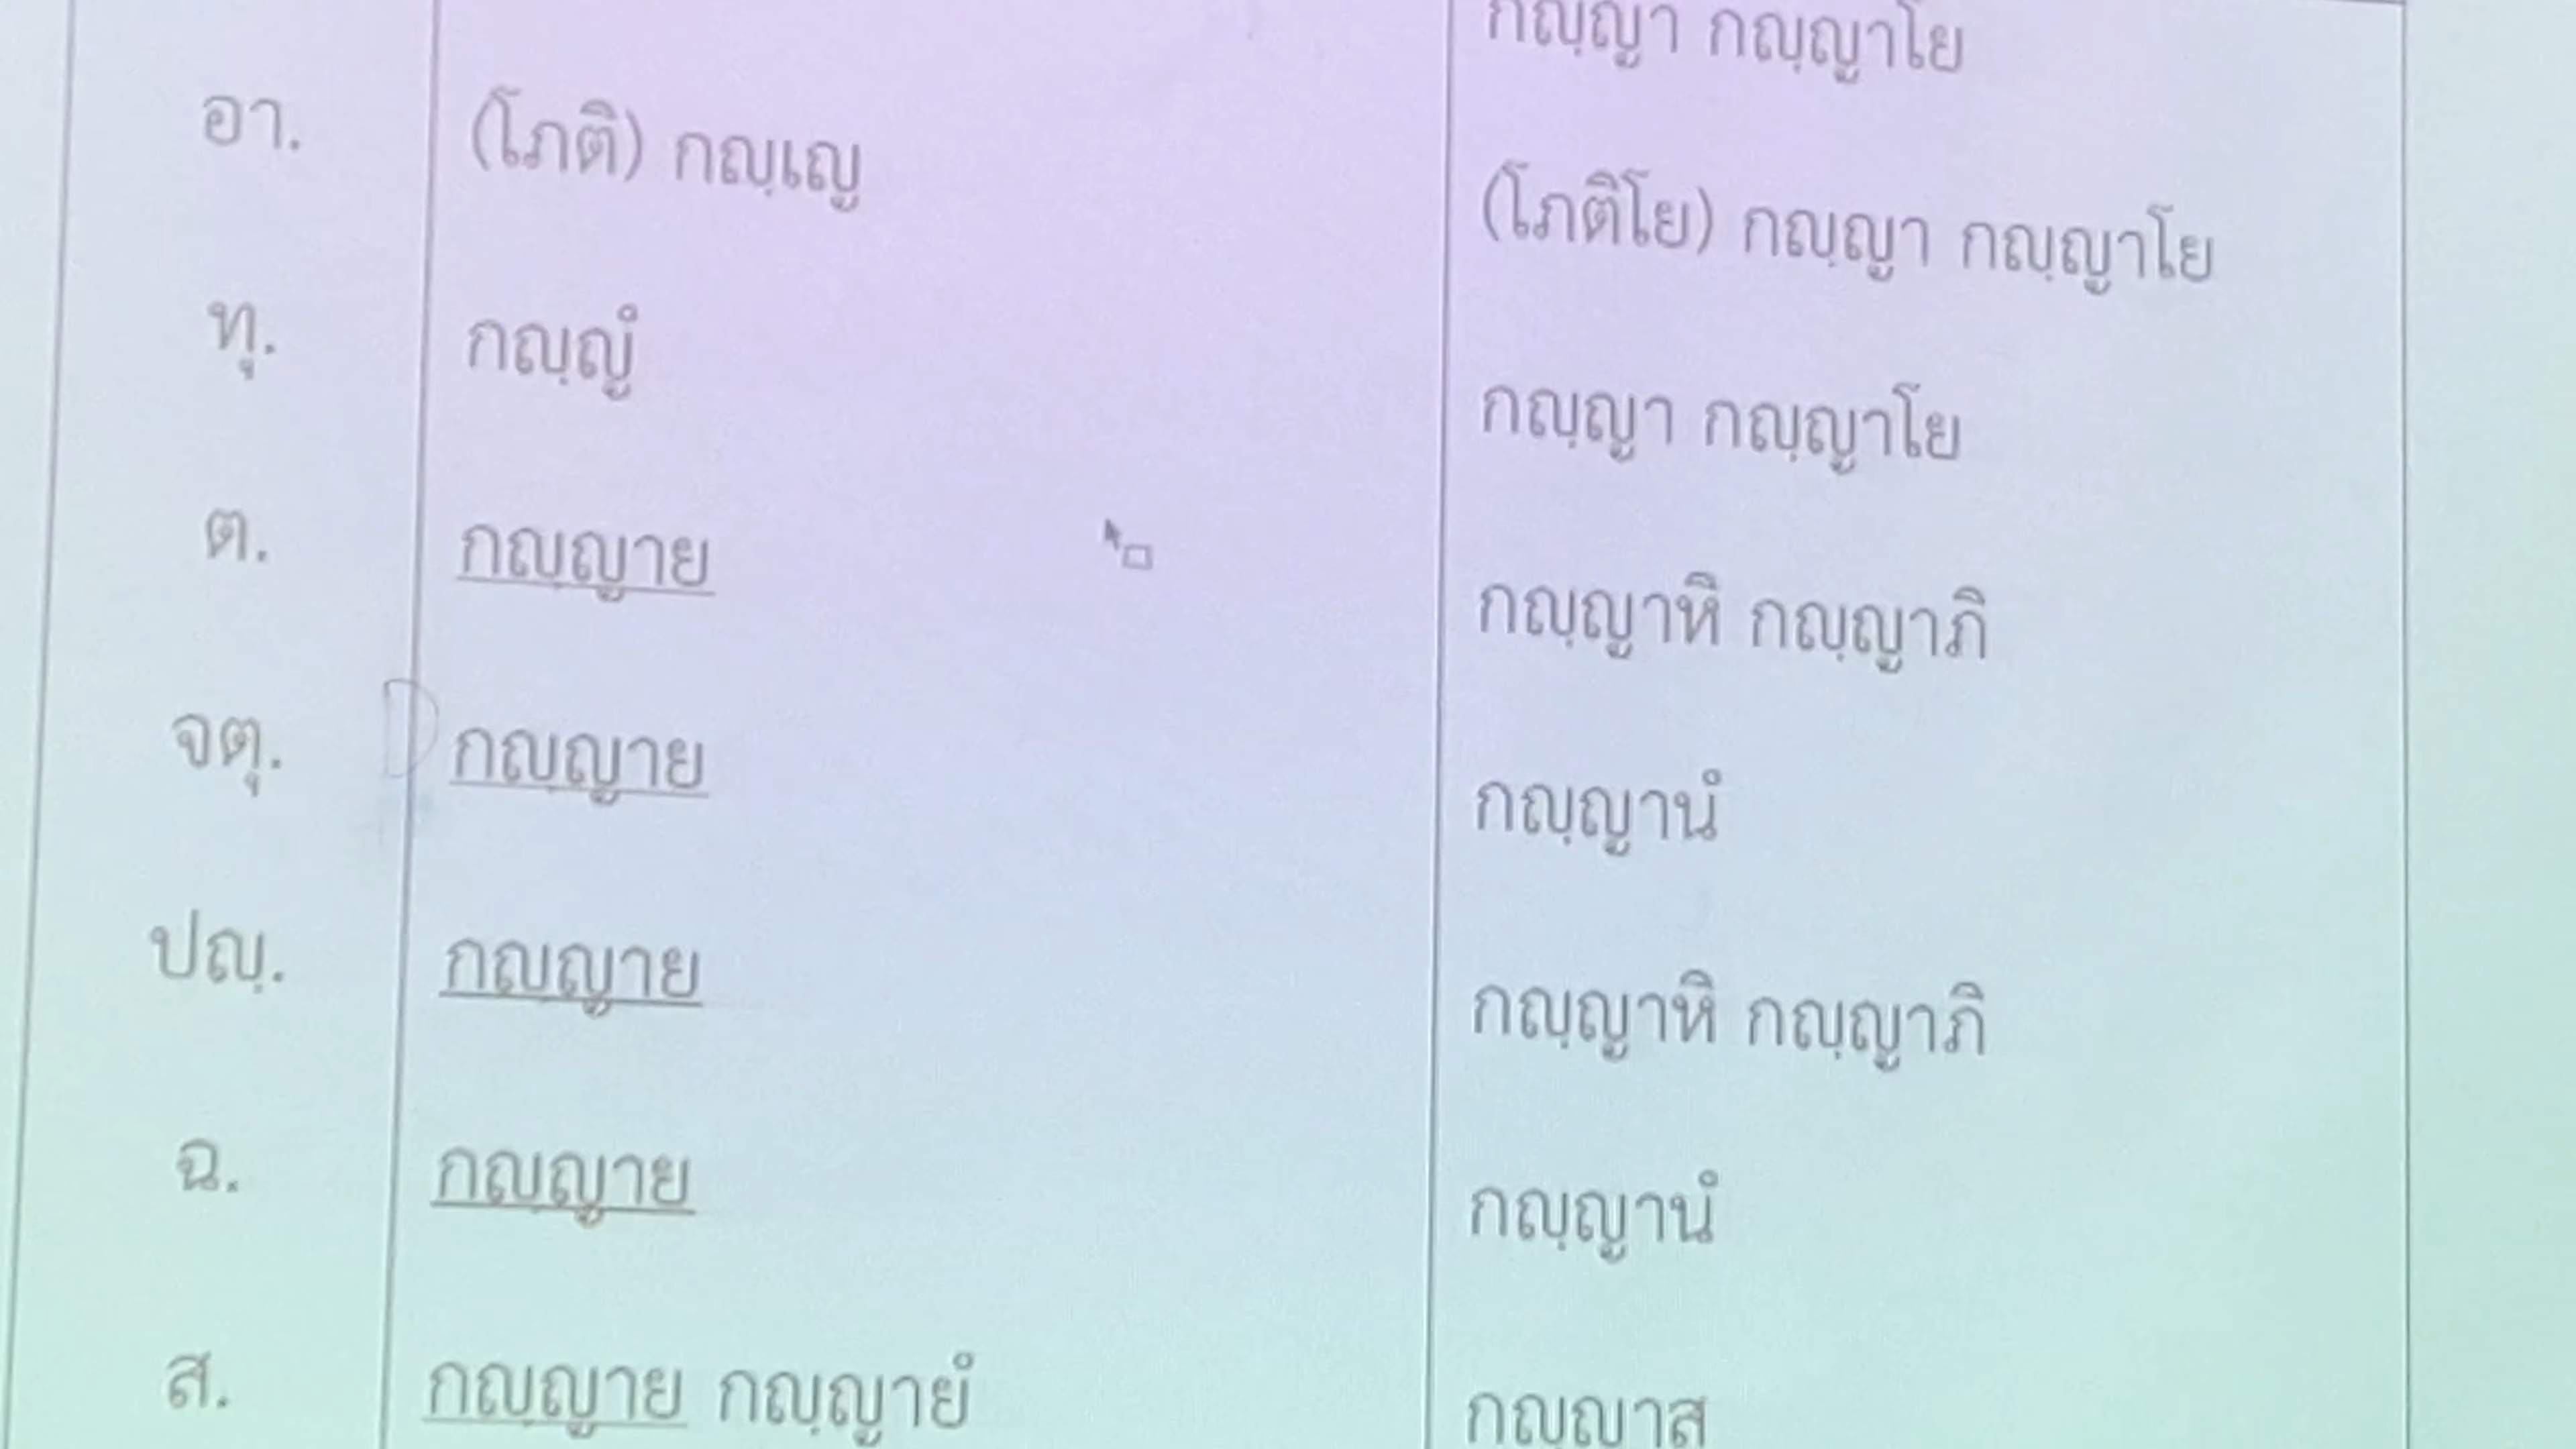 กญฺญา กญฺญาโย
อา. (โภติ) กญฺเญ (โภติโย) กญฺญา กญฺญาโย
ทุ. กญฺญํ กญฺญา กญฺญาโย
ต. กญฺญาย กญฺญาหิ กญฺญาภิ
จตุ. กญฺญาย กญฺญานํ
ปญฺ. กญฺญาย กญฺญาหิ กญฺญาภิ
ฉ. กญฺญาย กญฺญานํ
ส. กญฺญาย กญฺญายํ